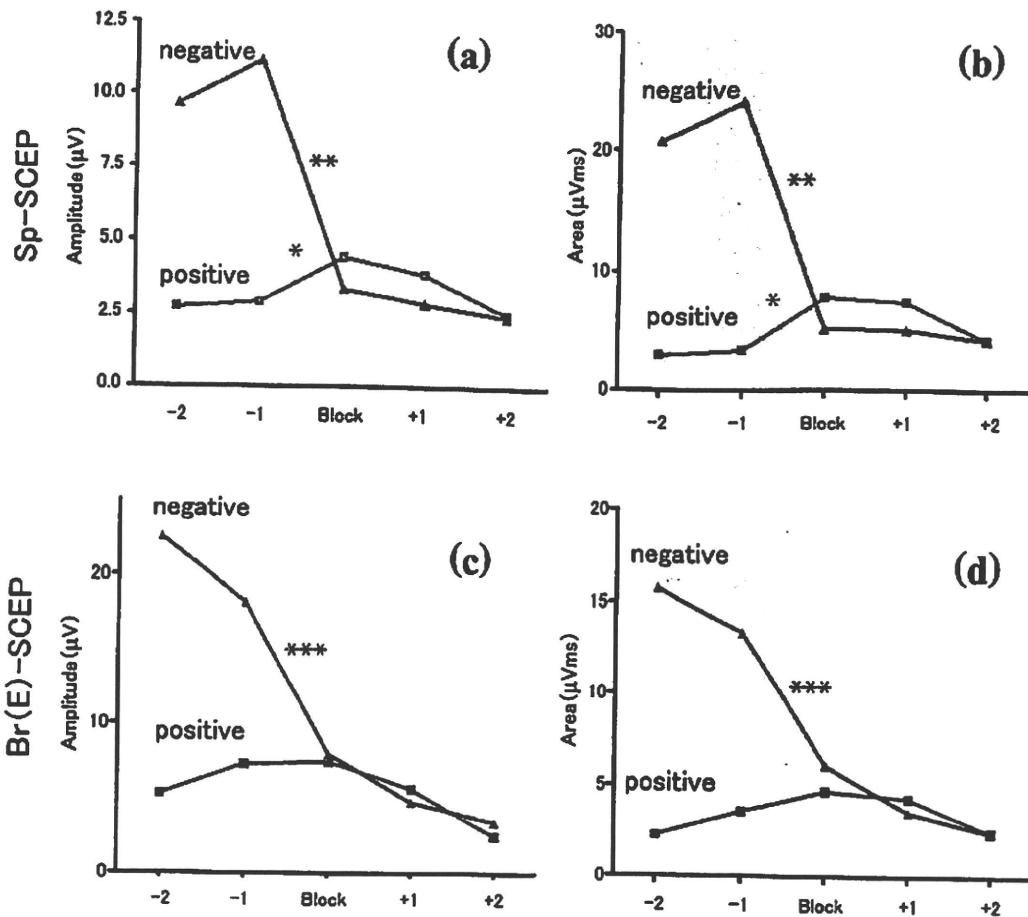 Sp-SCEP
Amplitude (μV)
12.5
10.0
7.5
5.0
2.5
0.0
negative
(a)
**
*
positive
-2 -1 Block +1 +2
Area (μVms)
30
20
10
0
negative
(b)
**
*
positive
-2 -1 Block +1 +2
Br(E)-SCEP
Amplitude (μV)
20
10
0
negative
(c)
***
positive
-2 -1 Block +1 +2
Area (μVms)
20
15
10
5
0
negative
(d)
***
positive
-2 -1 Block +1 +2